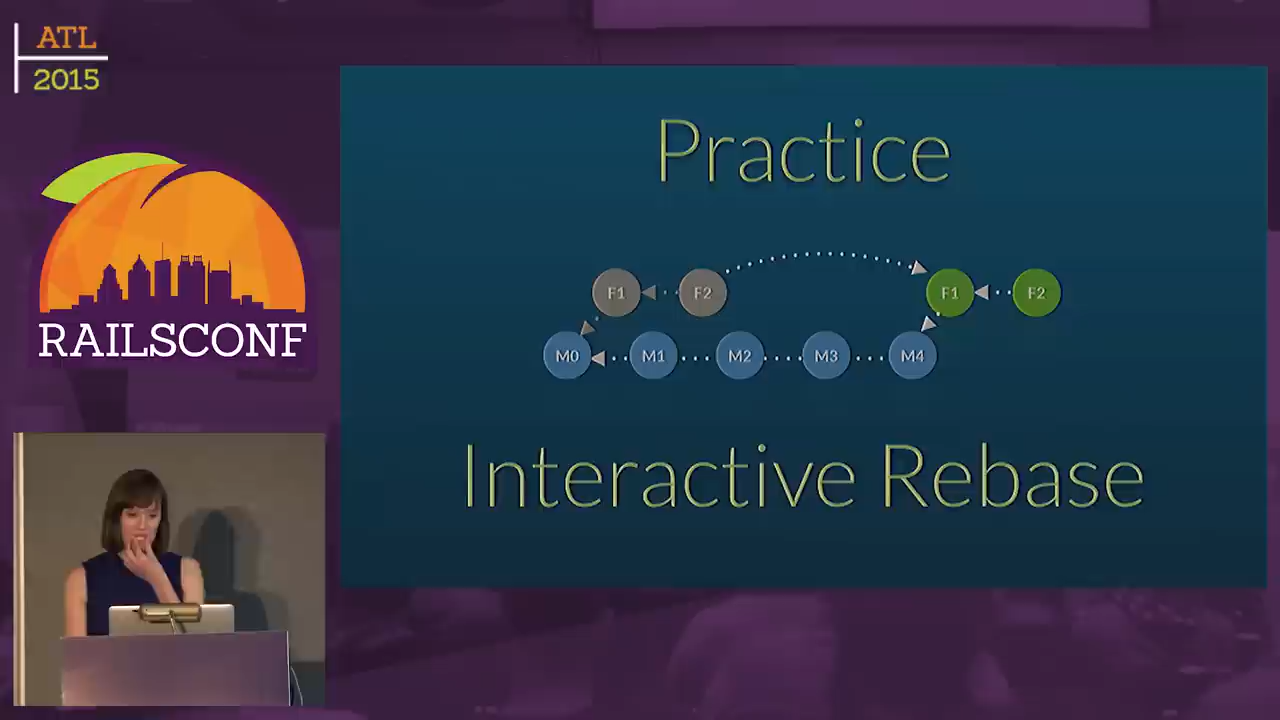 ATL
2015
RAILSCONF
Practice
F1 F2 F1 F2
M0 M1 M2 M3 M4
Interactive Rebase